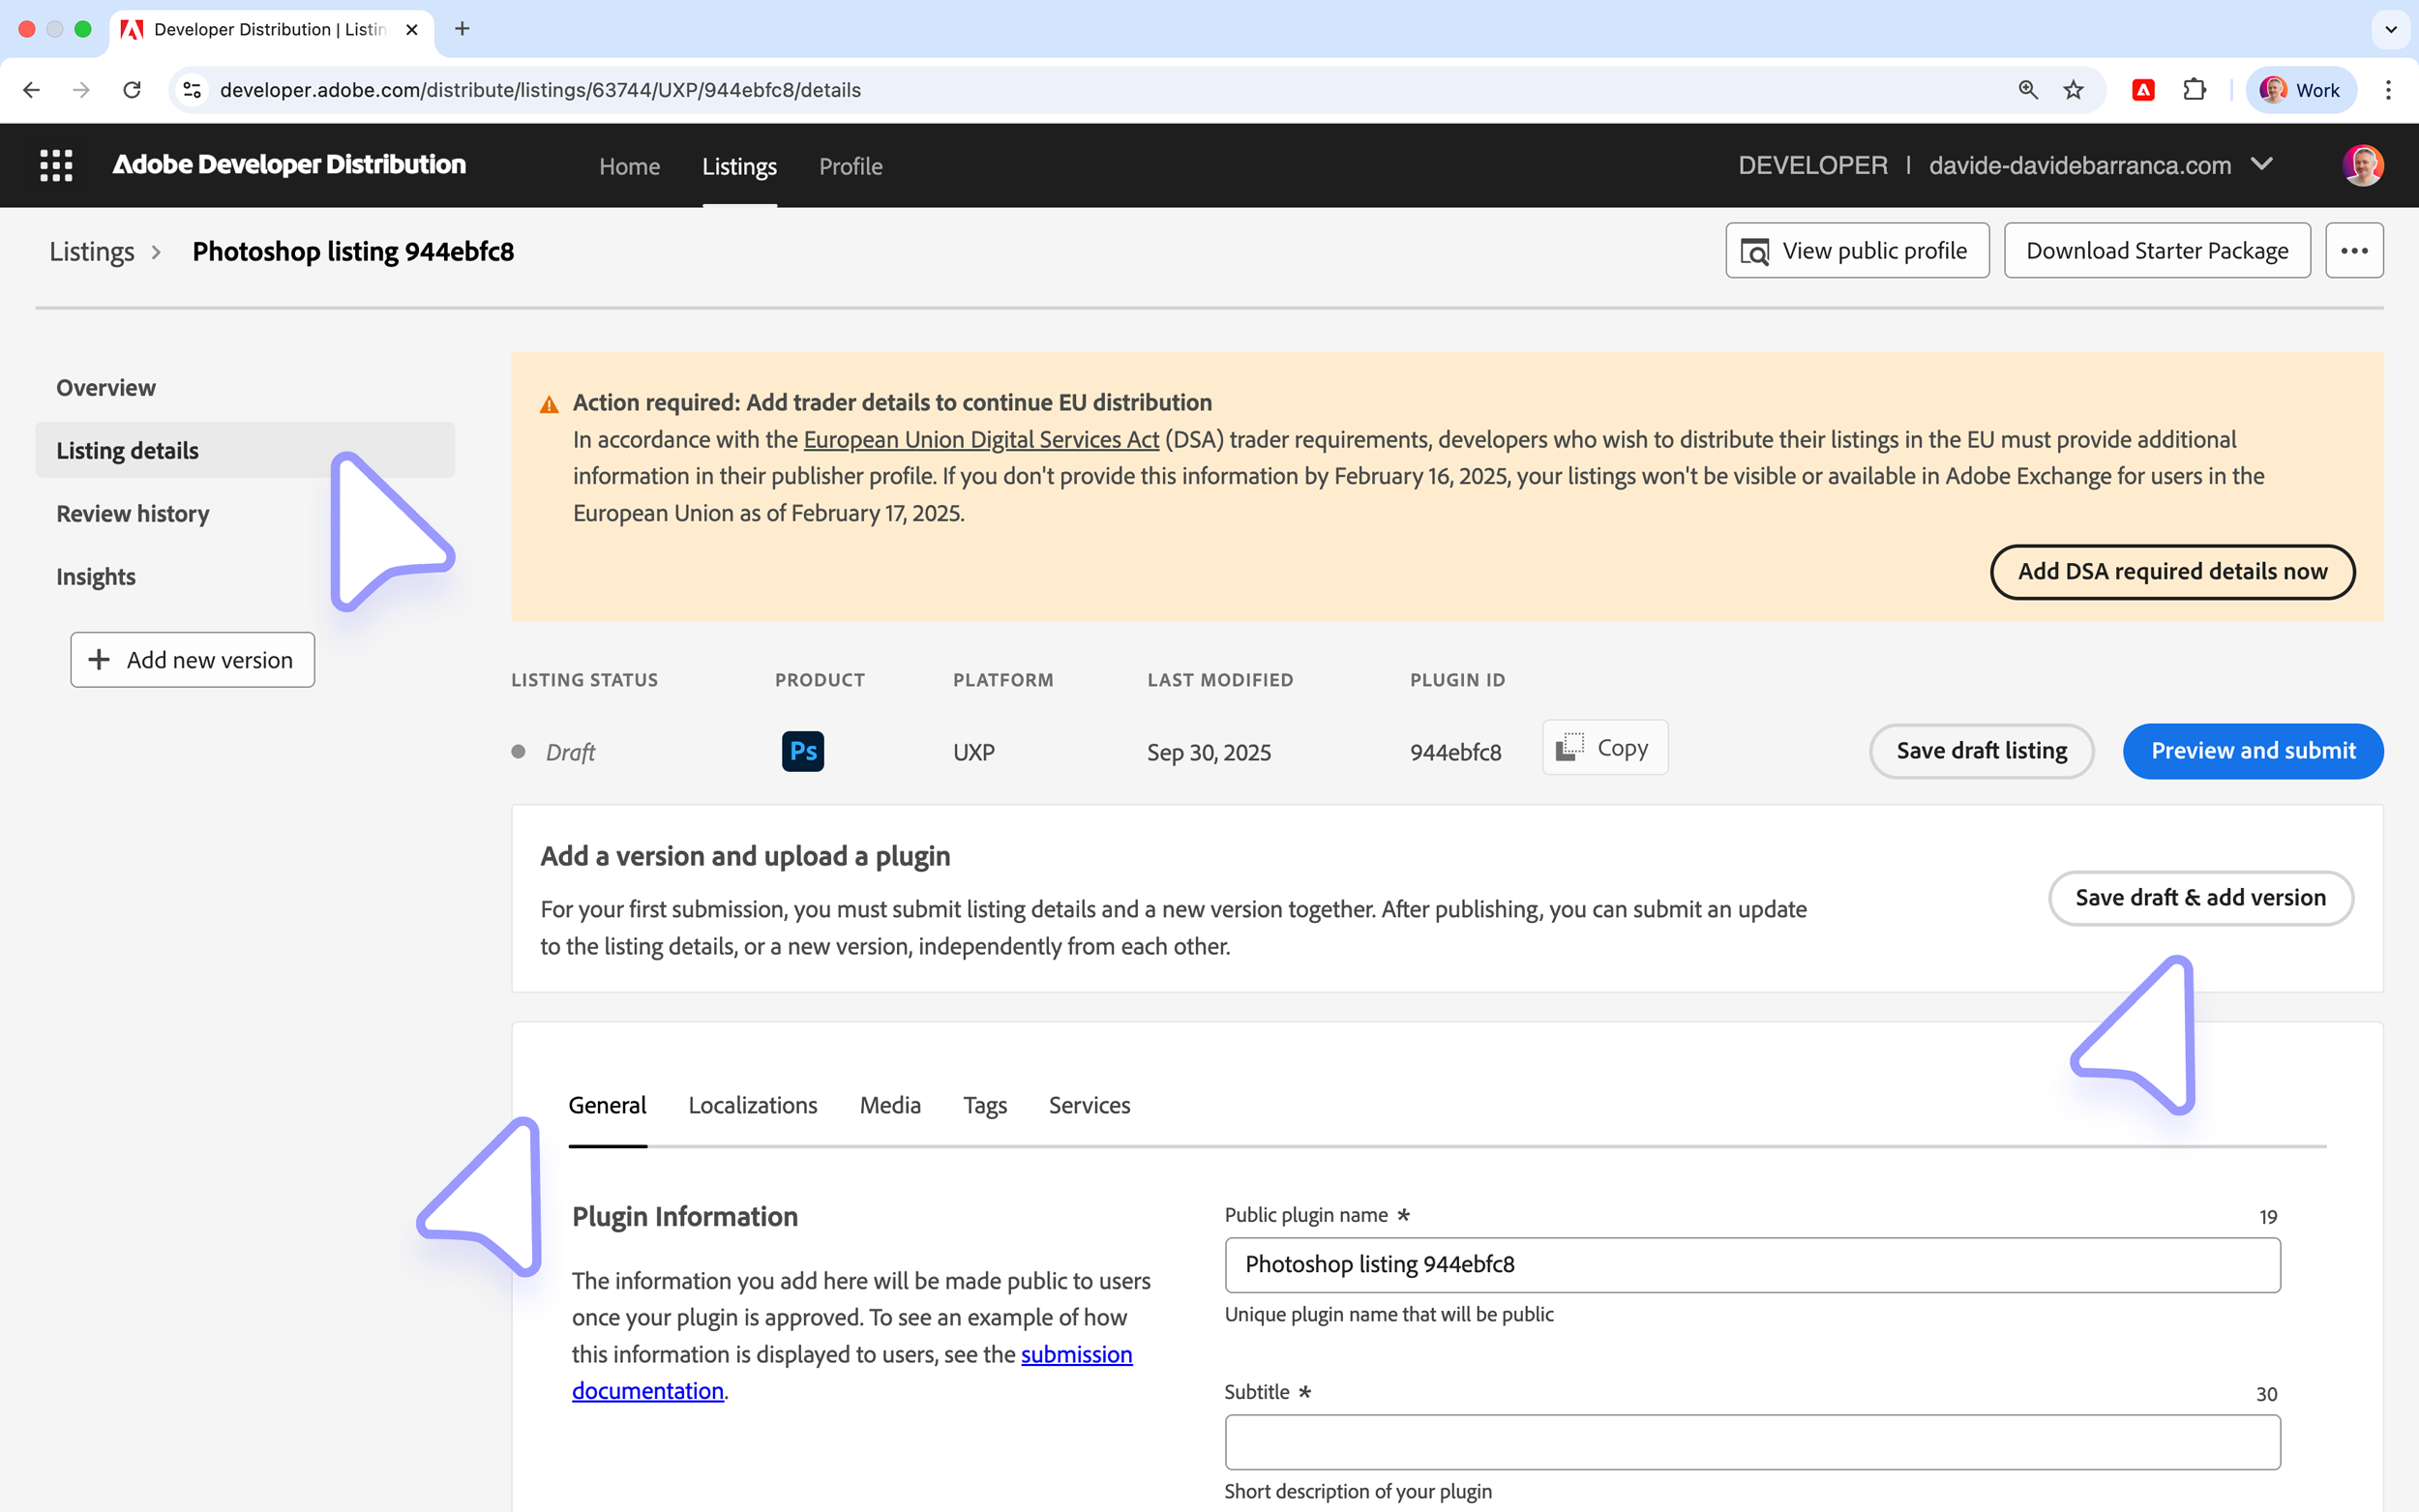 Developer Distribution | Listin
developer.adobe.com/distribute/listings/63744/UXP/944ebfc8/details
Work
Adobe Developer Distribution
Home
Listings
Profile
DEVELOPER | davide-davidebarranca.com
Listings
Photoshop listing 944ebfc8
View public profile
Download Starter Package
Overview
Listing details
Review history
Insights
Add new version
Action required: Add trader details to continue EU distribution
In accordance with the European Union Digital Services Act (DSA) trader requirements, developers who wish to distribute their listings in the EU must provide additional
information in their publisher profile. If you don't provide this information by February 16, 2025, your listings won't be visible or available in Adobe Exchange for users in the
European Union as of February 17, 2025.
Add DSA required details now
LISTING STATUS
PRODUCT
PLATFORM
LAST MODIFIED
PLUGIN ID
Draft
Ps
UXP
Sep 30, 2025
944ebfc8
Copy
Save draft listing
Preview and submit
Add a version and upload a plugin
For your first submission, you must submit listing details and a new version together. After publishing, you can submit an update
to the listing details, or a new version, independently from each other.
Save draft & add version
General
Localizations
Media
Tags
Services
Plugin Information
The information you add here will be made public to users
once your plugin is approved. To see an example of how
this information is displayed to users, see the submission
documentation.
Public plugin name *
19
Photoshop listing 944ebfc8
Unique plugin name that will be public
Subtitle *
30
Short description of your plugin